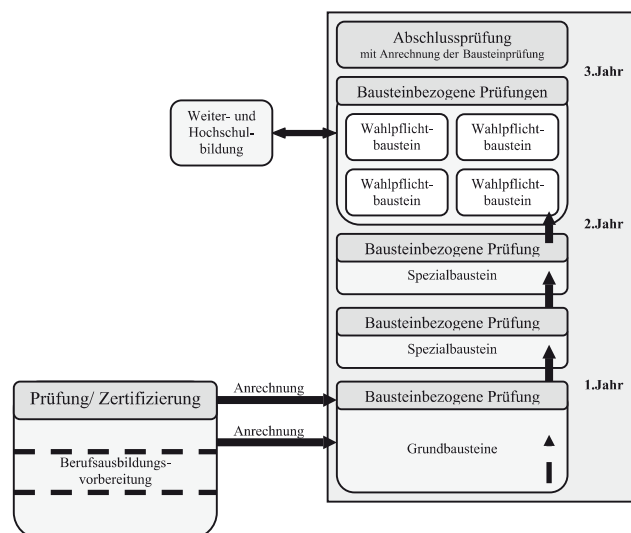 Abschlussprüfung
mit Anrechnung der Bausteinprüfung
3.Jahr
Bausteinbezogene Prüfungen
Weiter- und
Hochschul-
bildung
Wahlpflicht-
baustein
Wahlpflicht-
baustein
Wahlpflicht-
baustein
Wahlpflicht-
baustein
2.Jahr
Bausteinbezogene Prüfung
Spezialbaustein
Bausteinbezogene Prüfung
Spezialbaustein
1.Jahr
Prüfung/ Zertifizierung
Anrechnung
Bausteinbezogene Prüfung
Anrechnung
Berufsausbildungs-
vorbereitung
Grundbausteine